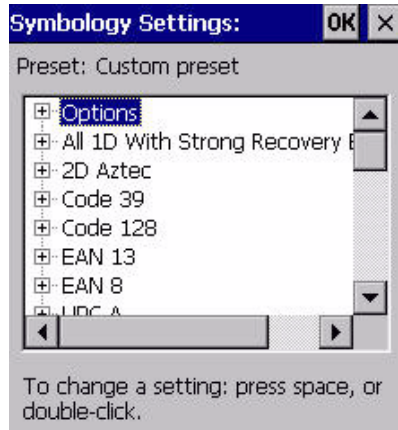 Symbology Settings: OK ×
Preset: Custom preset
Options
All 1D With Strong Recovery
2D Aztec
Code 39
Code 128
EAN 13
EAN 8
UPC A
To change a setting: press space, or
double-click.